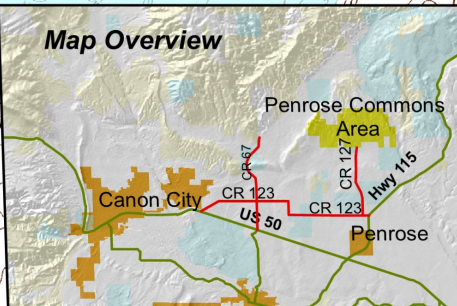 Map Overview
Penrose Commons
Area
CR 67
CR 127
Hwy 115
Canon City
CR 123
CR 123
US 50
Penrose